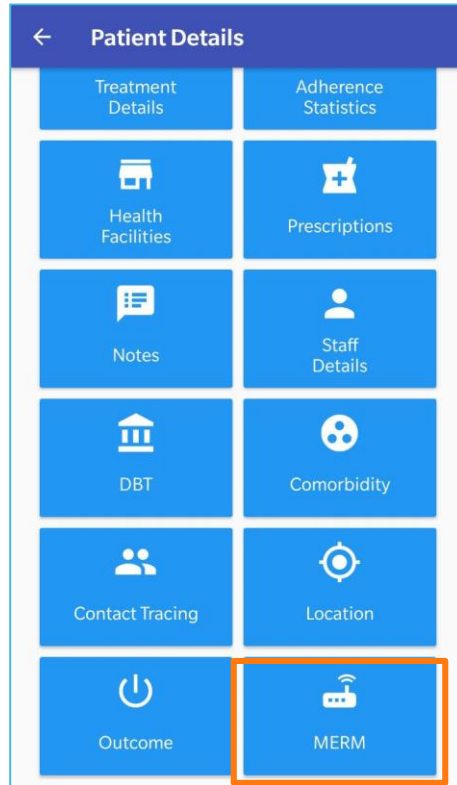 Patient Details
Treatment
Details
Adherence
Statistics
Health
Facilities
Prescriptions
Notes
Staff
Details
DBT
Comorbidity
Contact Tracing
Location
Outcome
MERM